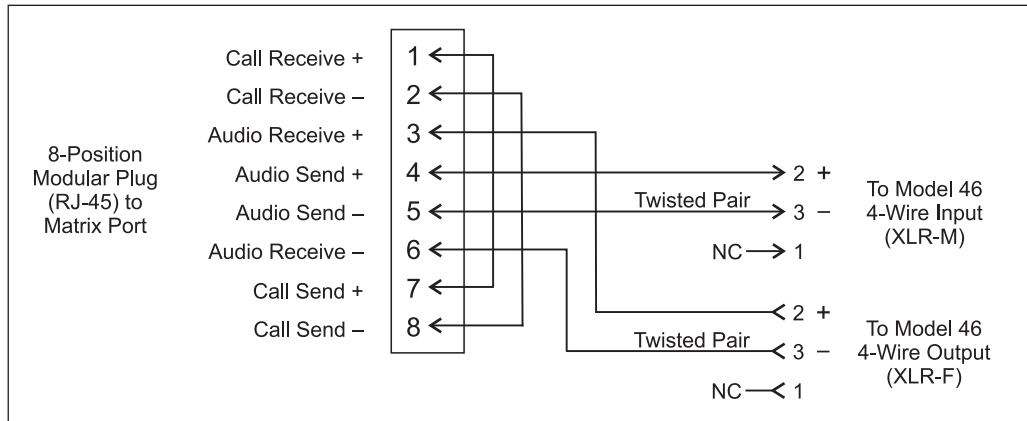 8-Position
Modular Plug
(RJ-45) to
Matrix Port
Call Receive + 1
Call Receive – 2
Audio Receive + 3
Audio Send + 4
Audio Send – 5
Audio Receive – 6
Call Send + 7
Call Send – 8
2 +
Twisted Pair 3 –
NC 1
To Model 46
4-Wire Input
(XLR-M)
2 +
Twisted Pair 3 –
NC 1
To Model 46
4-Wire Output
(XLR-F)